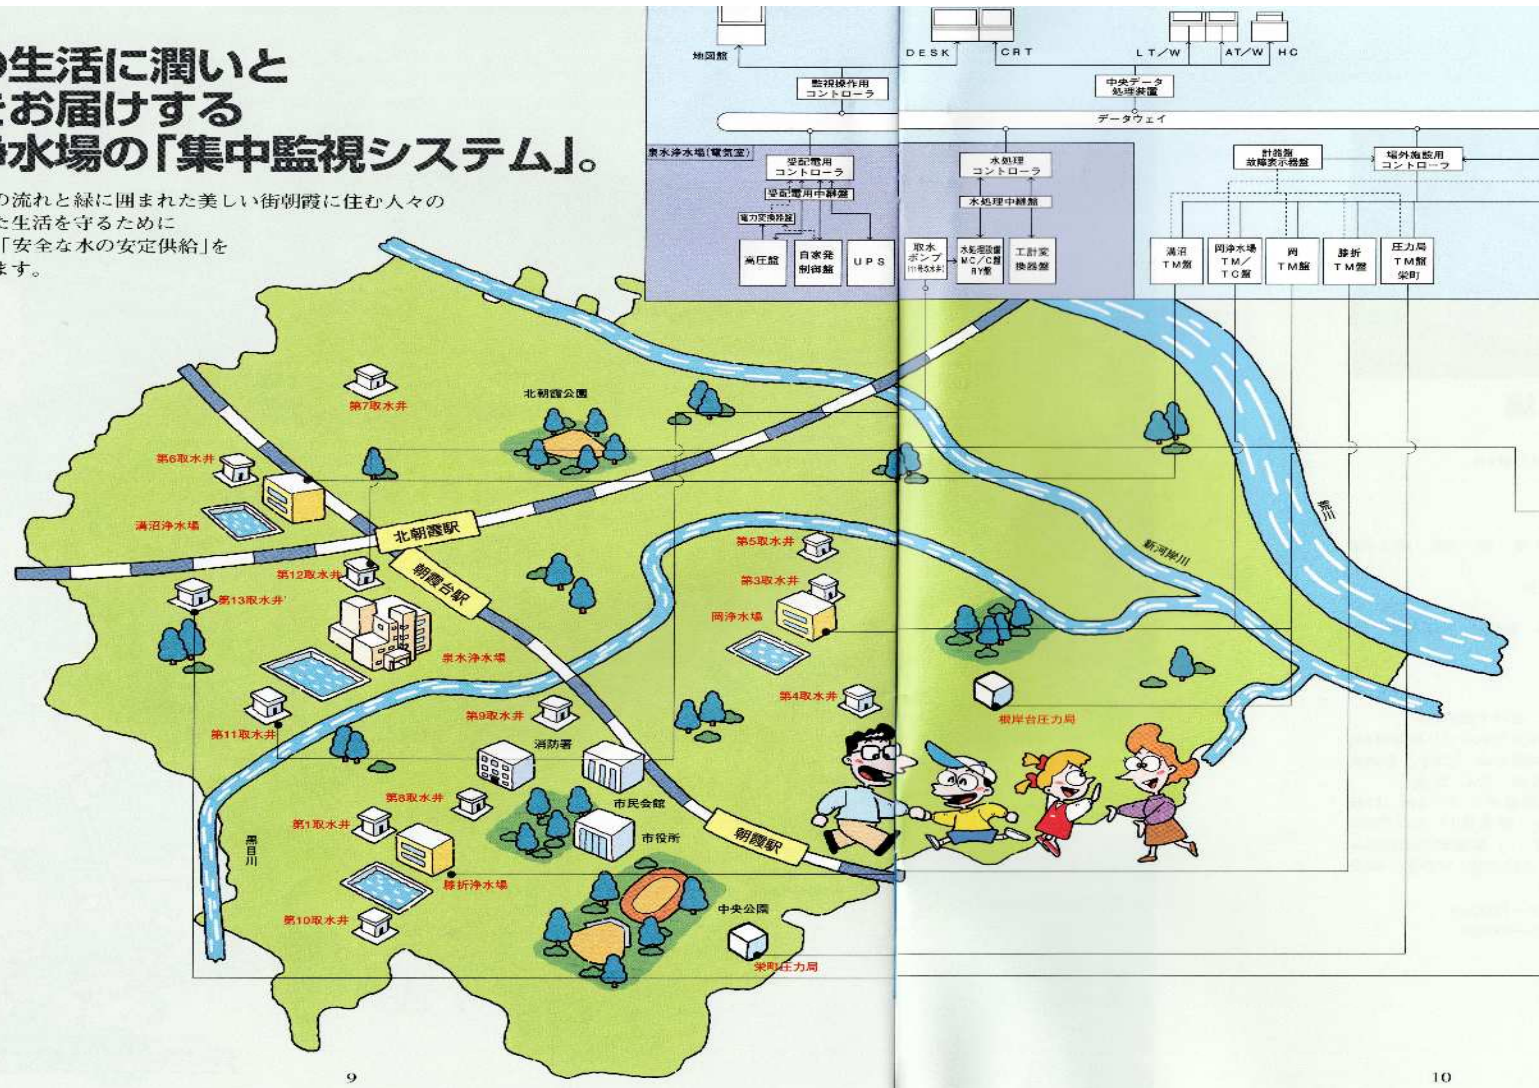 の生活に潤いと
をお届けする
浄水場の「集中監視システム」。
の流れと緑に囲まれた美しい街朝霞に住む人々の
た生活を守るために
「安全な水の安定供給」を
ます。
地図盤
DESK
CRT
LT/W
AT/W
HC
監視操作用
コントローラ
中央データ
処理装置
データウェイ
泉水浄水場(電気室)
受配電用
コントローラ
水処理
コントローラ
計装盤
故障表示器盤
場外施設用
コントローラ
受配電用中継盤
水処理中継盤
電力変換器盤
高圧盤
自家発
制御盤
UPS
取水
ポンプ
水処理設備
MC/C盤
RY盤
工計変
換器盤
溝沼
TM盤
岡浄水場
TM/
TC盤
岡
TM盤
膝折
TM盤
圧力局
TM盤
栄町
第7取水井
北朝霞公園
第6取水井
溝沼浄水場
北朝霞駅
荒川
新河岸川
第5取水井
第12取水井
朝霞台駅
第3取水井
第13取水井
岡浄水場
泉水浄水場
第4取水井
第9取水井
根岸台圧力局
第11取水井
消防署
第8取水井
市民会館
第1取水井
市役所
朝霞駅
黒目川
膝折浄水場
第10取水井
中央公園
栄町圧力局
9
10